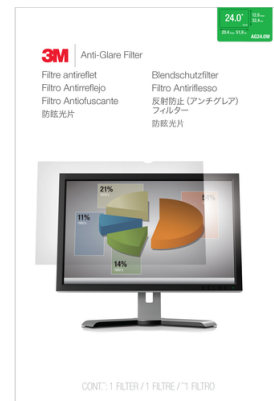 24.0"
AG24.0W
3M Anti-Glare Filter
Filtre antireflet
Filtro Antirreflejo
Filtro Antiofuscante
防眩光片
Blendschutzfilter
Filtro Antiriflesso
反射防止（アンチグレア）
フィルター
防眩光片
21%
11%
14%
CONT.: 1 FILTER / 1 FILTRE / 1 FILTRO